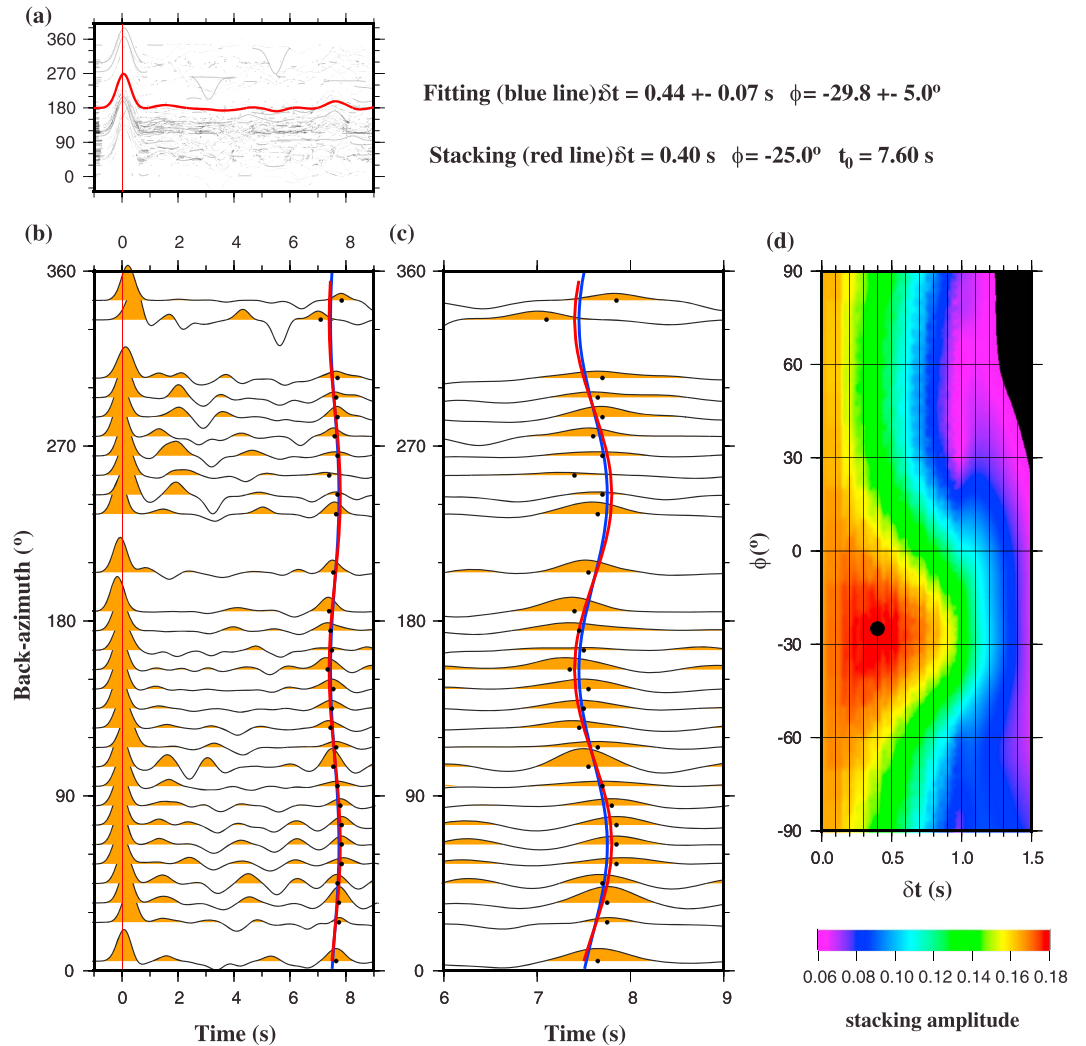 (a)
360
270
180
90
0
Fitting (blue line):δt = 0.44 +- 0.07 s ϕ= -29.8 +- 5.0º
Stacking (red line):δt = 0.40 s ϕ= -25.0º t0 = 7.60 s
(b)
0 2 4 6 8
(c)
(d)
360
270
180
90
0
Back-azimuth (º)
0 2 4 6 8
Time (s)
360
270
180
90
0
6 7 8 9
Time (s)
90
60
30
0
-30
-60
-90
ϕ(º)
0.0 0.5 1.0 1.5
δt (s)
0.06 0.08 0.10 0.12 0.14 0.16 0.18
stacking amplitude